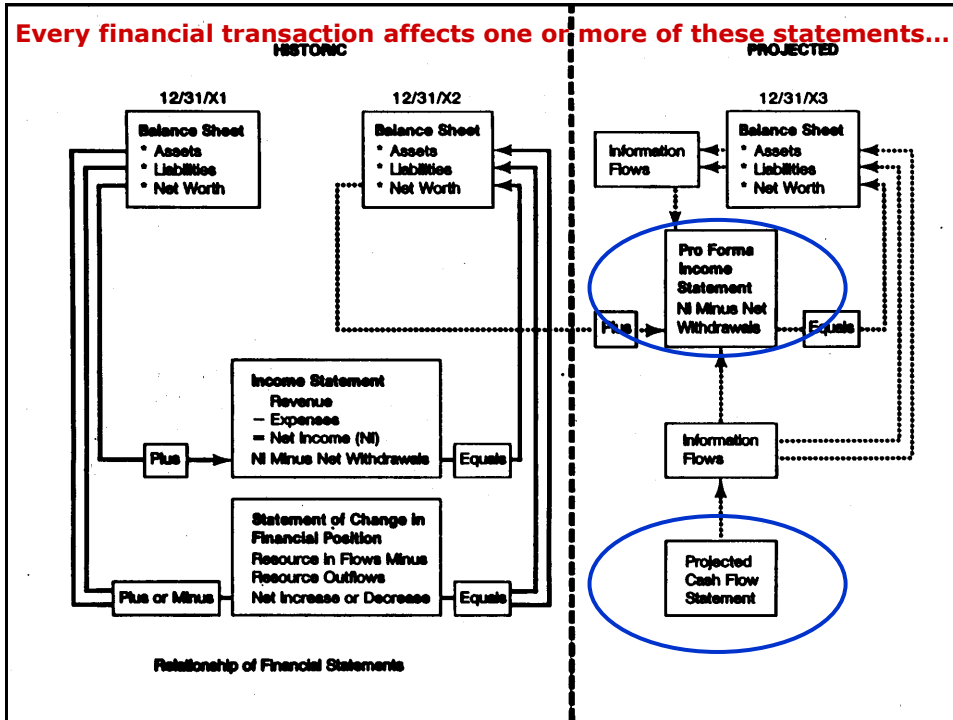 Every financial transaction affects one or more of these statements…
HISTORIC
PROJECTED
12/31/X1
Balance Sheet
* Assets
* Liabilities
* Net Worth
12/31/X2
Balance Sheet
* Assets
* Liabilities
* Net Worth
12/31/X3
Balance Sheet
* Assets
* Liabilities
* Net Worth
Information
Flows
Pro Forma
Income
Statement
NI Minus Net
Withdrawals
Plus
Equals
Income Statement
Revenue
− Expenses
= Net Income (NI)
NI Minus Net Withdrawals
Plus
Equals
Information
Flows
Statement of Change in
Financial Position
Resource in Flows Minus
Resource Outflows
Net Increase or Decrease
Plus or Minus
Equals
Projected
Cash Flow
Statement
Relationship of Financial Statements